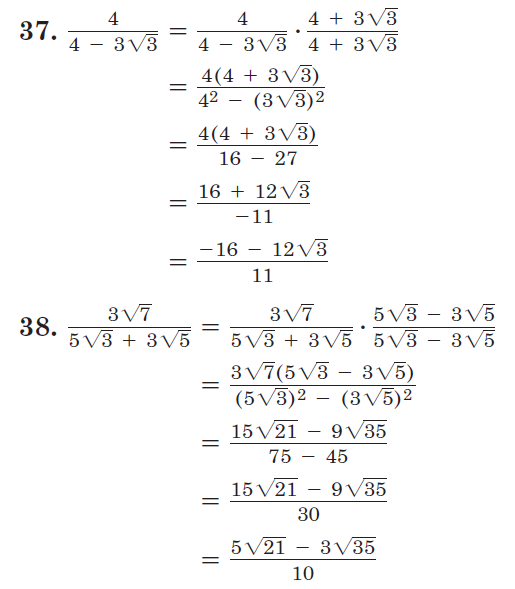 37. 4/(4 − 3√3) = 4/(4 − 3√3) · (4 + 3√3)/(4 + 3√3)
= 4(4 + 3√3)/(4² − (3√3)²)
= 4(4 + 3√3)/(16 − 27)
= (16 + 12√3)/(−11)
= (−16 − 12√3)/11
38. 3√7/(5√3 + 3√5) = 3√7/(5√3 + 3√5) · (5√3 − 3√5)/(5√3 − 3√5)
= 3√7(5√3 − 3√5)/((5√3)² − (3√5)²)
= (15√21 − 9√35)/(75 − 45)
= (15√21 − 9√35)/30
= (5√21 − 3√35)/10